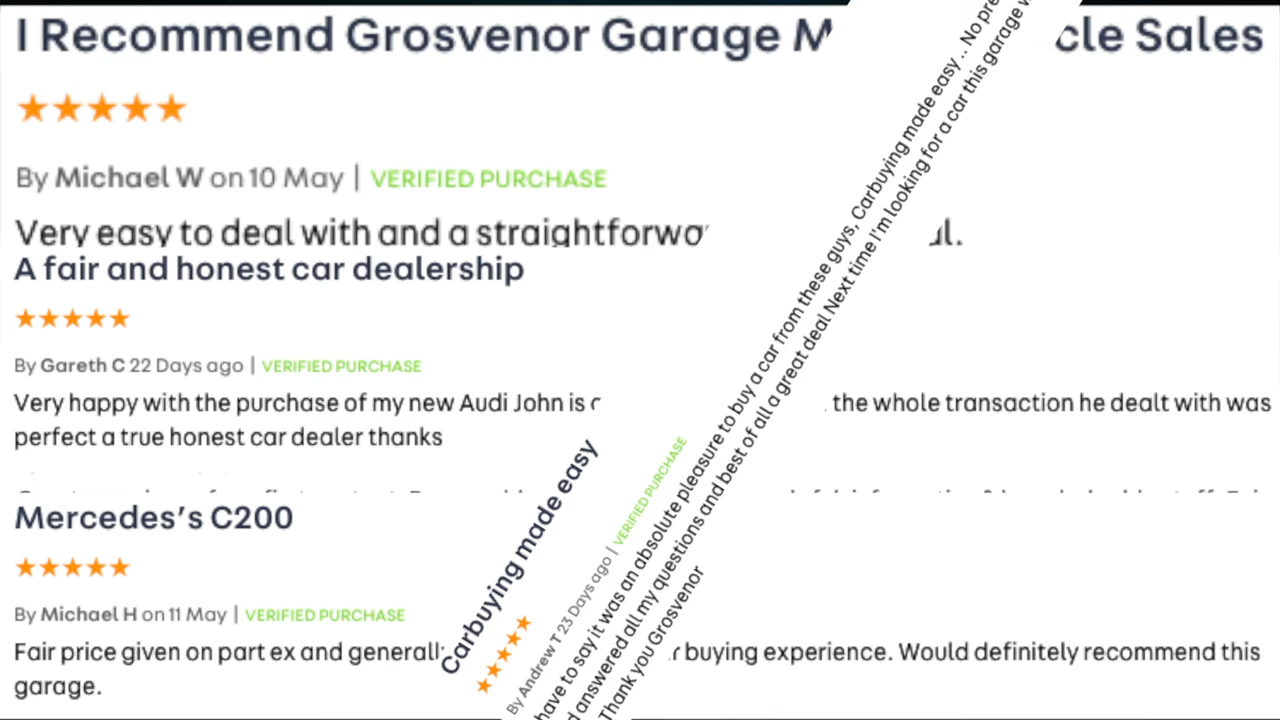 I Recommend Grosvenor Garage M cle Sales
By Michael W on 10 May | VERIFIED PURCHASE
Very easy to deal with and a straightforwa
A fair and honest car dealership
By Gareth C 22 Days ago | VERIFIED PURCHASE
Very happy with the purchase of my new Audi John is the whole transaction he dealt with was
perfect a true honest car dealer thanks
Mercedes's C200
By Michael H on 11 May | VERIFIED PURCHASE
Fair price given on part ex and generall buying experience. Would definitely recommend this
garage.
Carbuying made easy
By Andrew T 23 Days ago | VERIFIED PURCHASE
have to say it was an absolute pleasure to buy a car from these guys, Carbuying made easy .. No pre
d answered all my questions and best of all a great deal Next time I'm looking for a car this garage
Thank you Grosvenor